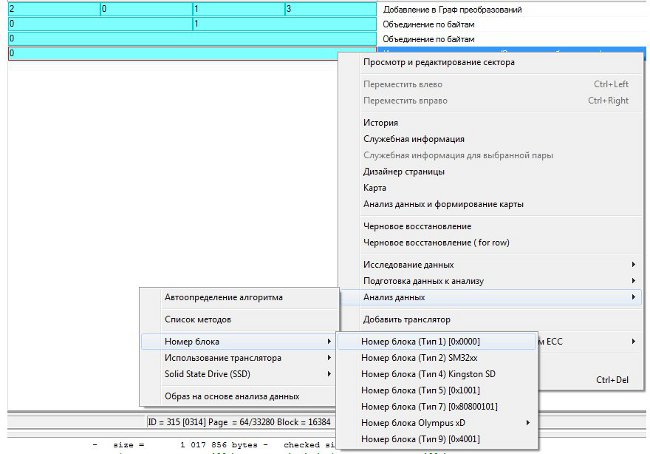 2 0 1 3 Добавление в Граф преобразований
0 1 Объединение по байтам
0 Объединение по байтам
0
Просмотр и редактирование сектора
Переместить влево Ctrl+Left
Переместить вправо Ctrl+Right
История
Служебная информация
Служебная информация для выбранной пары
Дизайнер страницы
Карта
Анализ данных и формирование карты
Черновое восстановление
Черновое восстановление ( for row)
Исследование данных
Подготовка данных к анализу
Анализ данных
Добавить транслятор
м ECC
Ctrl+Del
Автоопределение алгоритма
Список методов
Номер блока
Использование транслятора
Solid State Drive (SSD)
Образ на основе анализа данных
Номер блока (Тип 1) [0x0000]
Номер блока (Тип 2) SM32xx
Номер блока (Тип 4) Kingston SD
Номер блока (Тип 5) [0x1001]
Номер блока (Тип 7) [0x80800101]
Номер блока Olympus xD
Номер блока (Тип 9) [0x4001]
ID = 315 [0314] Page = 64/33280 Block = 16384
- size = 1 017 856 bytes - checked si